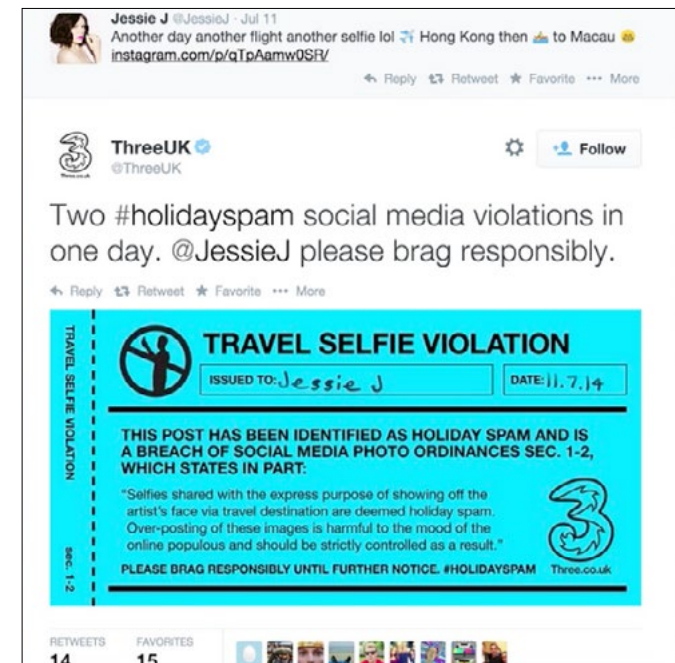 Jessie J @JessieJ · Jul 11
Another day another flight another selfie lol ✈️ Hong Kong then 🚤 to Macau 😄
instagram.com/p/qTpAamw0SR/
Reply Retweet Favorite ••• More
ThreeUK
@ThreeUK
Follow
Two #holidayspam social media violations in
one day. @JessieJ please brag responsibly.
Reply Retweet Favorite ••• More
TRAVEL SELFIE VIOLATION
sec. 1-2
TRAVEL SELFIE VIOLATION
ISSUED TO: Jessie J
DATE: 11.7.14
THIS POST HAS BEEN IDENTIFIED AS HOLIDAY SPAM AND IS
A BREACH OF SOCIAL MEDIA PHOTO ORDINANCES SEC. 1-2,
WHICH STATES IN PART:
“Selfies shared with the express purpose of showing off the
artist's face via travel destination are deemed holiday spam.
Over-posting of these images is harmful to the mood of the
online populous and should be strictly controlled as a result.”
PLEASE BRAG RESPONSIBLY UNTIL FURTHER NOTICE. #HOLIDAYSPAM
Three.co.uk
RETWEETS FAVORITES
14 15